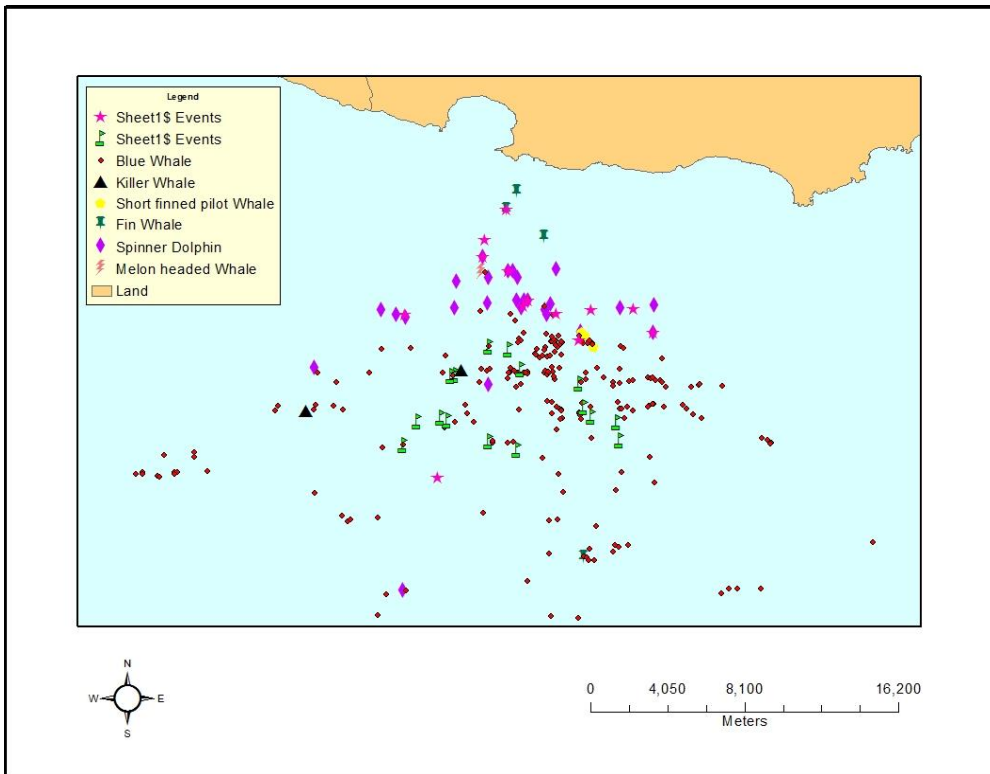 Legend
Sheet1$ Events
Sheet1$ Events
Blue Whale
Killer Whale
Short finned pilot Whale
Fin Whale
Spinner Dolphin
Melon headed Whale
Land
N
W E
S
0 4,050 8,100 16,200
Meters